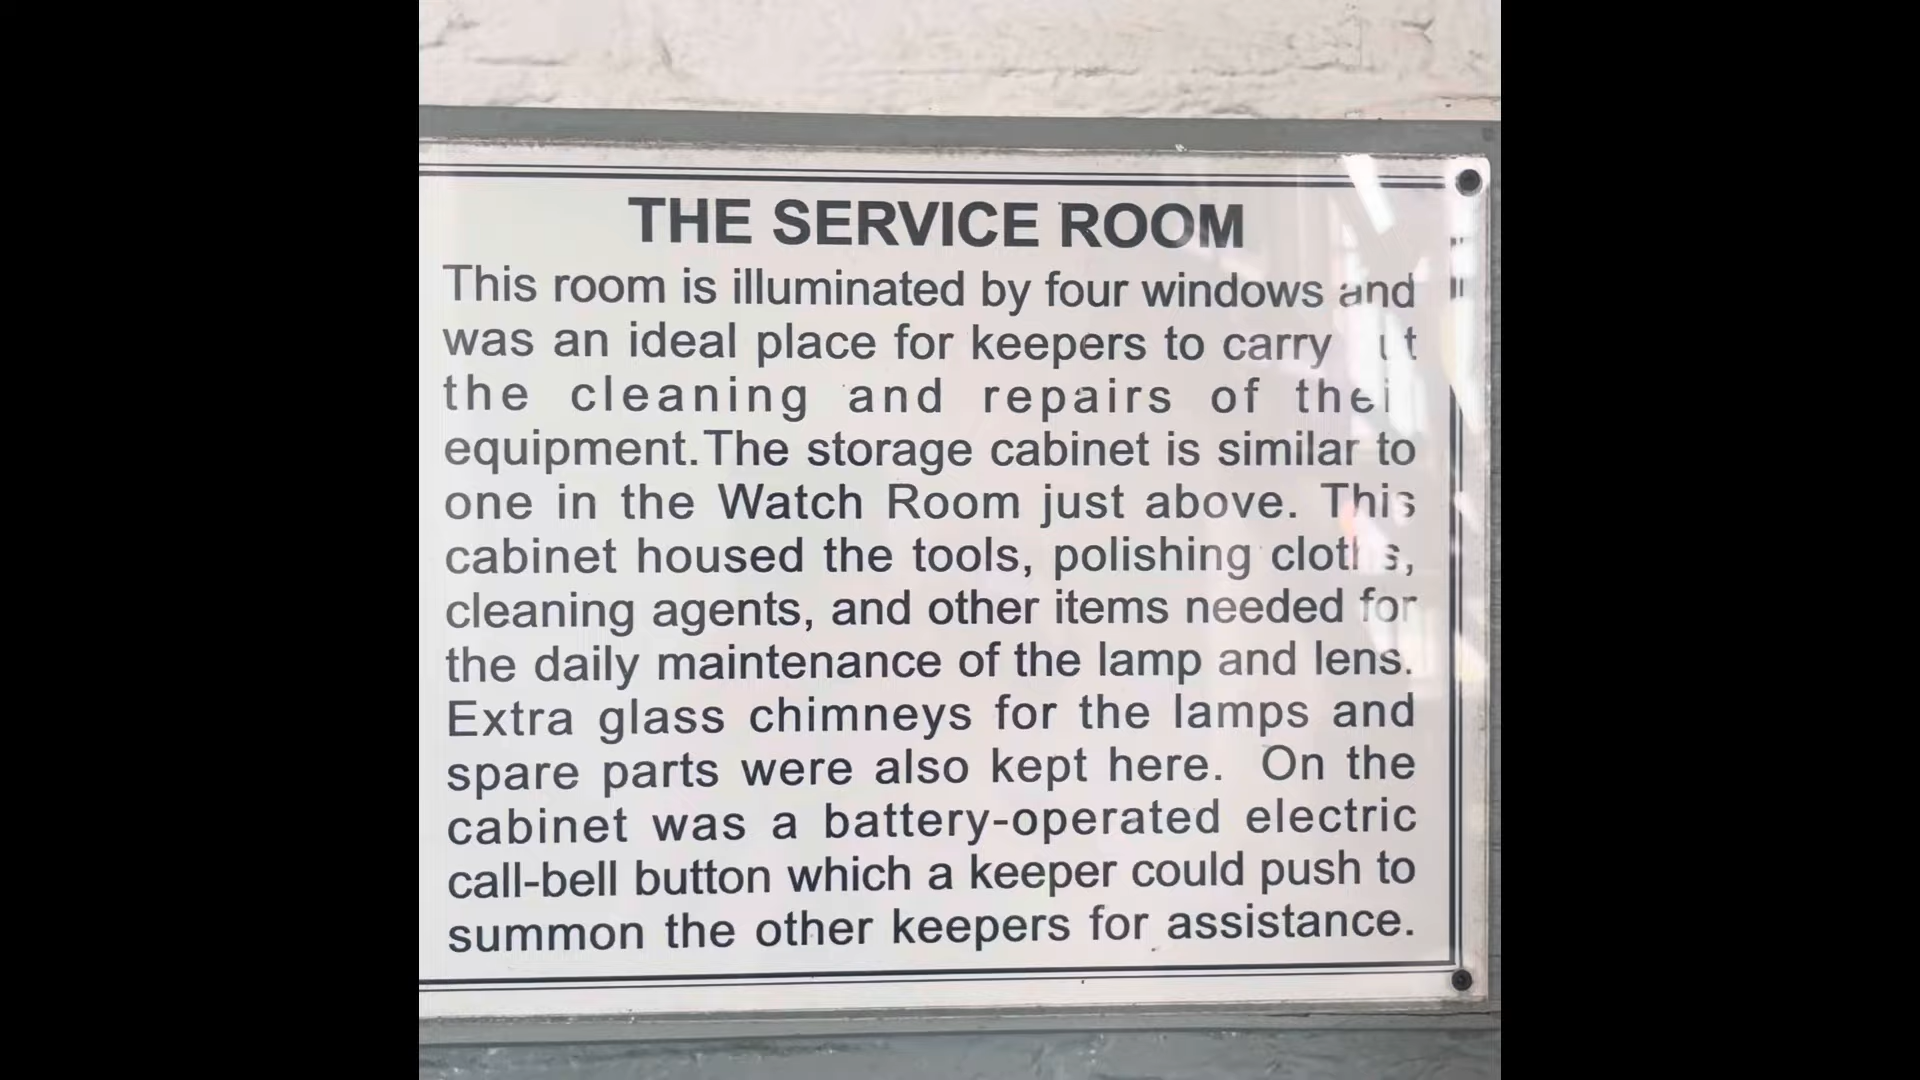 THE SERVICE ROOM
This room is illuminated by four windows and
was an ideal place for keepers to carry
the cleaning and repairs of their
equipment.The storage cabinet is similar to
one in the Watch Room just above. This
cabinet housed the tools, polishing cloths,
cleaning agents, and other items needed for
the daily maintenance of the lamp and lens.
Extra glass chimneys for the lamps and
spare parts were also kept here. On the
cabinet was a battery-operated electric
call-bell button which a keeper could push to
summon the other keepers for assistance.